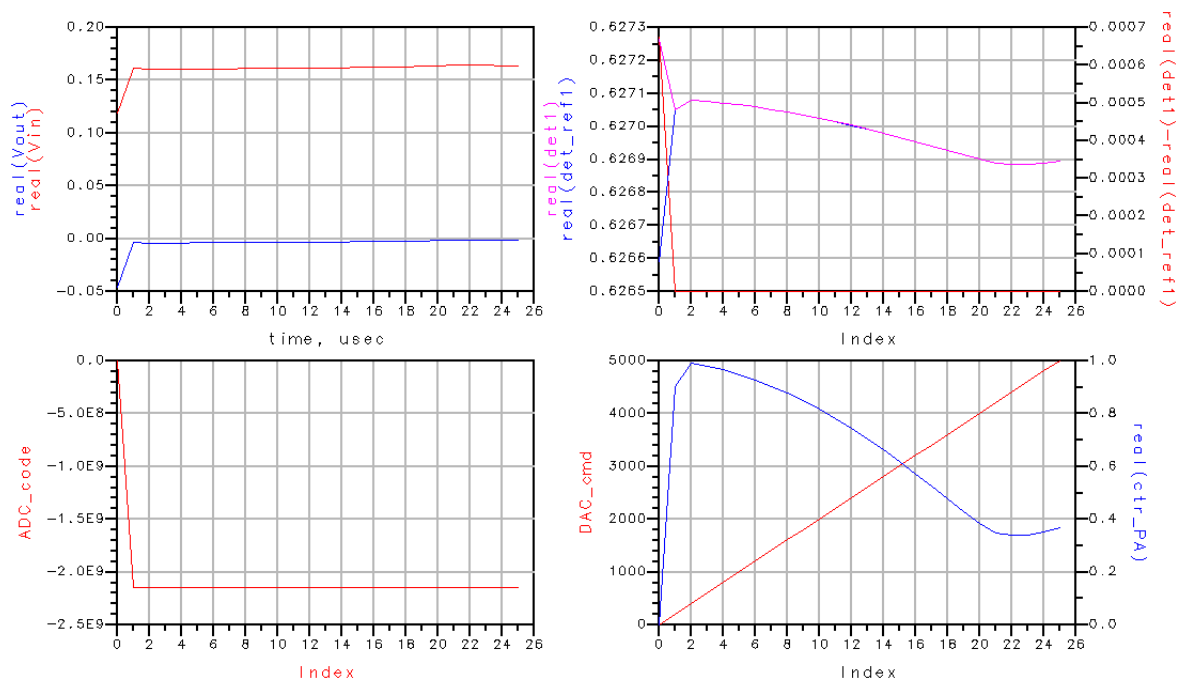 real(Vout)
real(Vin)
0.20
0.15
0.10
0.05
0.00
-0.05
0 2 4 6 8 10 12 14 16 18 20 22 24 26
time, usec
real(det1)
real(det_ref1)
0.6273
0.6272
0.6271
0.6270
0.6269
0.6268
0.6266
0.6265
0 2 4 6 8 10 12 14 16 18 20 22 24 26
Index
0.0007
0.0006
0.0005
0.0004
0.0003
0.0002
0.0001
0.0000
real(det1)-real(det_ref1)
ADC_code
0.0
-5.0E8
-1.0E9
-1.5E9
-2.0E9
-2.5E9
0 2 4 6 8 10 12 14 16 18 20 22 24 26
Index
DAC_cmd
5000
4000
3000
2000
1000
0
0 2 4 6 8 10 12 14 16 18 20 22 24 26
Index
1.0
0.8
0.6
0.4
0.2
0.0
real(ctr_PA)